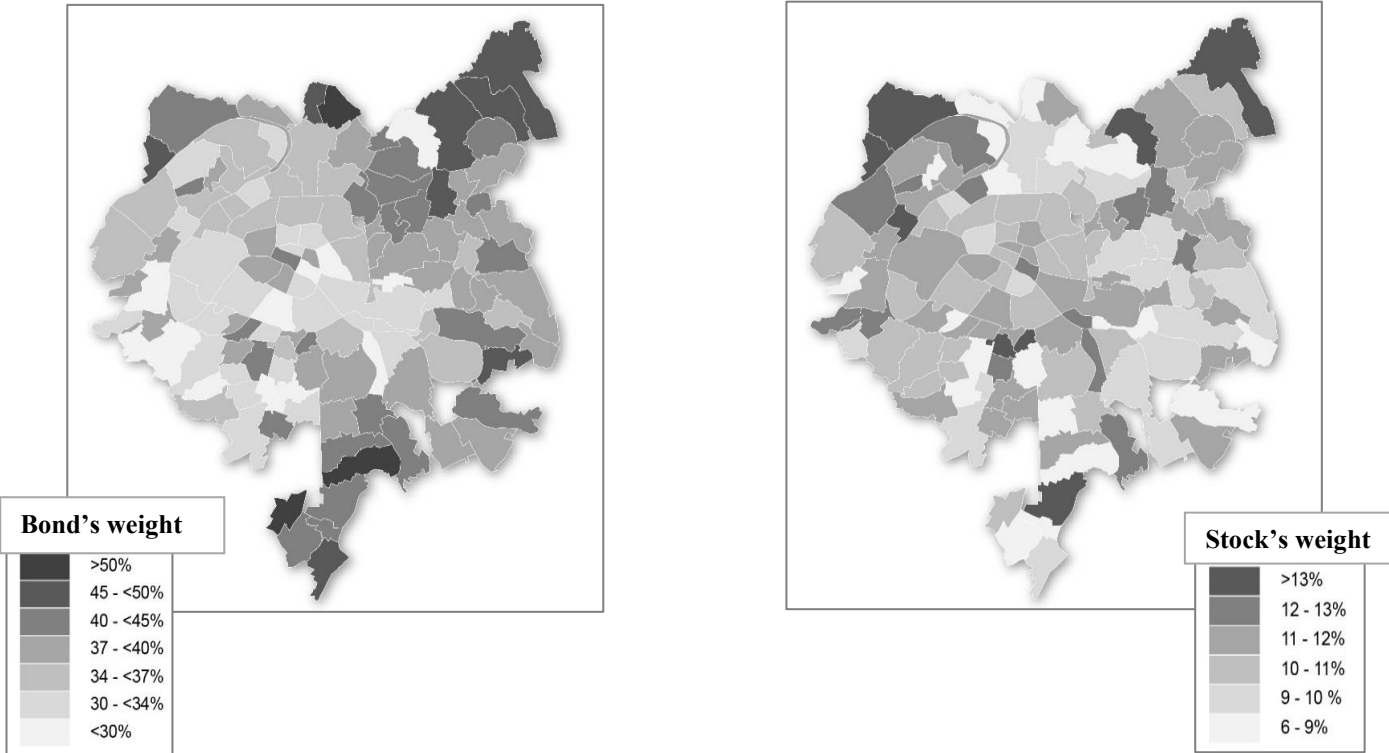 Bond's weight
>50%
45 - <50%
40 - <45%
37 - <40%
34 - <37%
30 - <34%
<30%
Stock's weight
>13%
12 - 13%
11 - 12%
10 - 11%
9 - 10 %
6 - 9%